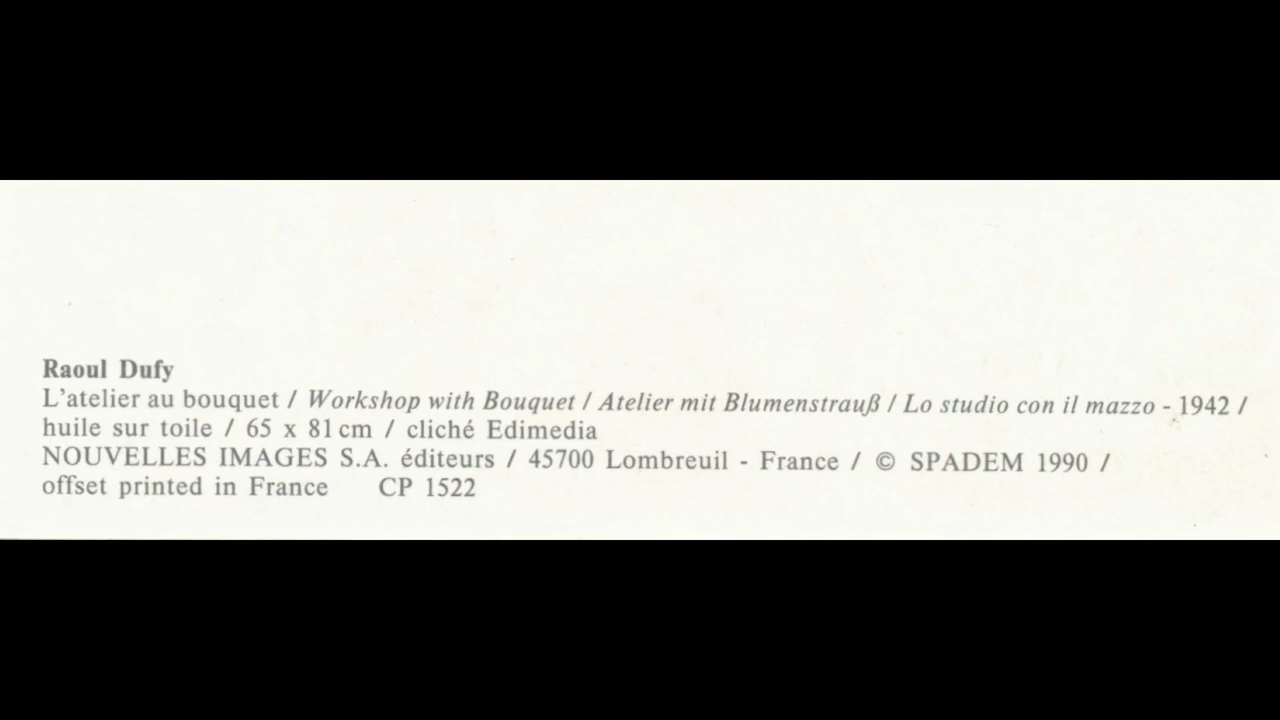 Raoul Dufy
L'atelier au bouquet / Workshop with Bouquet / Atelier mit Blumenstrauß / Lo studio con il mazzo - 1942 /
huile sur toile / 65 x 81 cm / cliché Edimedia
NOUVELLES IMAGES S.A. éditeurs / 45700 Lombreuil - France / © SPADEM 1990 /
offset printed in France CP 1522